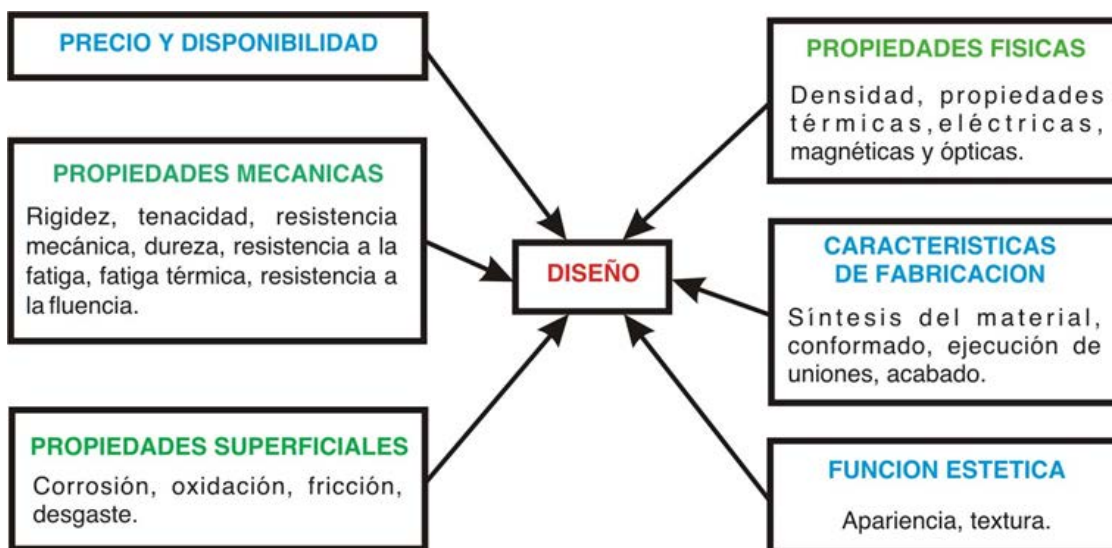 PRECIO Y DISPONIBILIDAD
PROPIEDADES MECANICAS
Rigidez, tenacidad, resistencia
mecánica, dureza, resistencia a la
fatiga, fatiga térmica, resistencia a
la fluencia.
PROPIEDADES SUPERFICIALES
Corrosión, oxidación, fricción,
desgaste.
DISEÑO
PROPIEDADES FISICAS
Densidad, propiedades
térmicas,eléctricas,
magnéticas y ópticas.
CARACTERISTICAS
DE FABRICACION
Síntesis del material,
conformado, ejecución de
uniones, acabado.
FUNCION ESTETICA
Apariencia, textura.